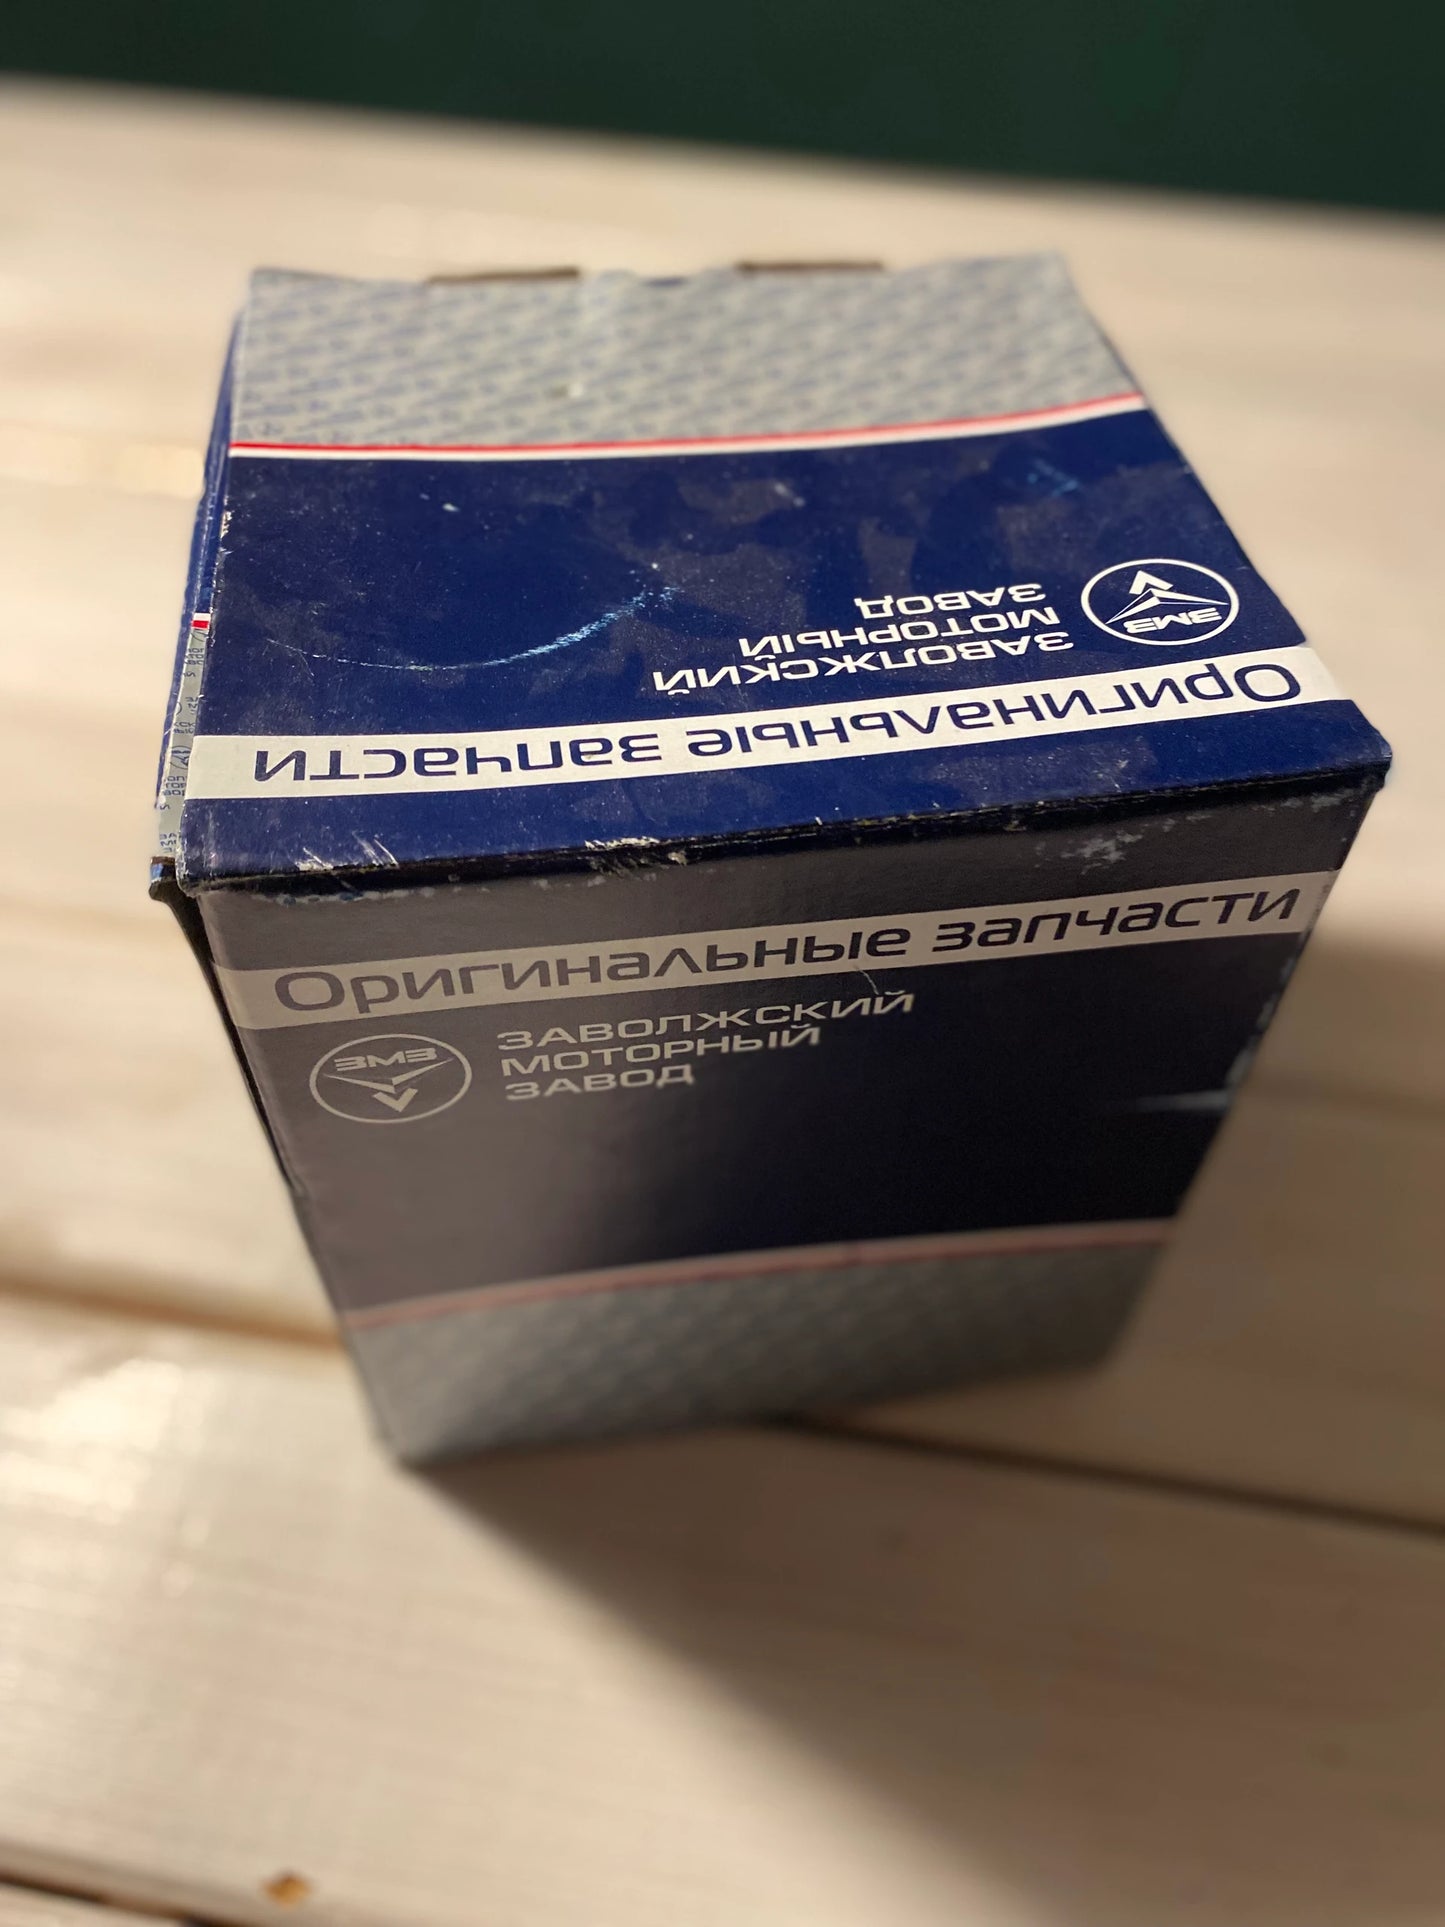 Оригинальные запчасти
ЗМЗ
ЗАВОЛЖСКИЙ
МОТОРНЫЙ
ЗАВОД
Оригинальные запчасти
ЗМЗ
ЗАВОЛЖСКИЙ
МОТОРНЫЙ
ЗАВОД